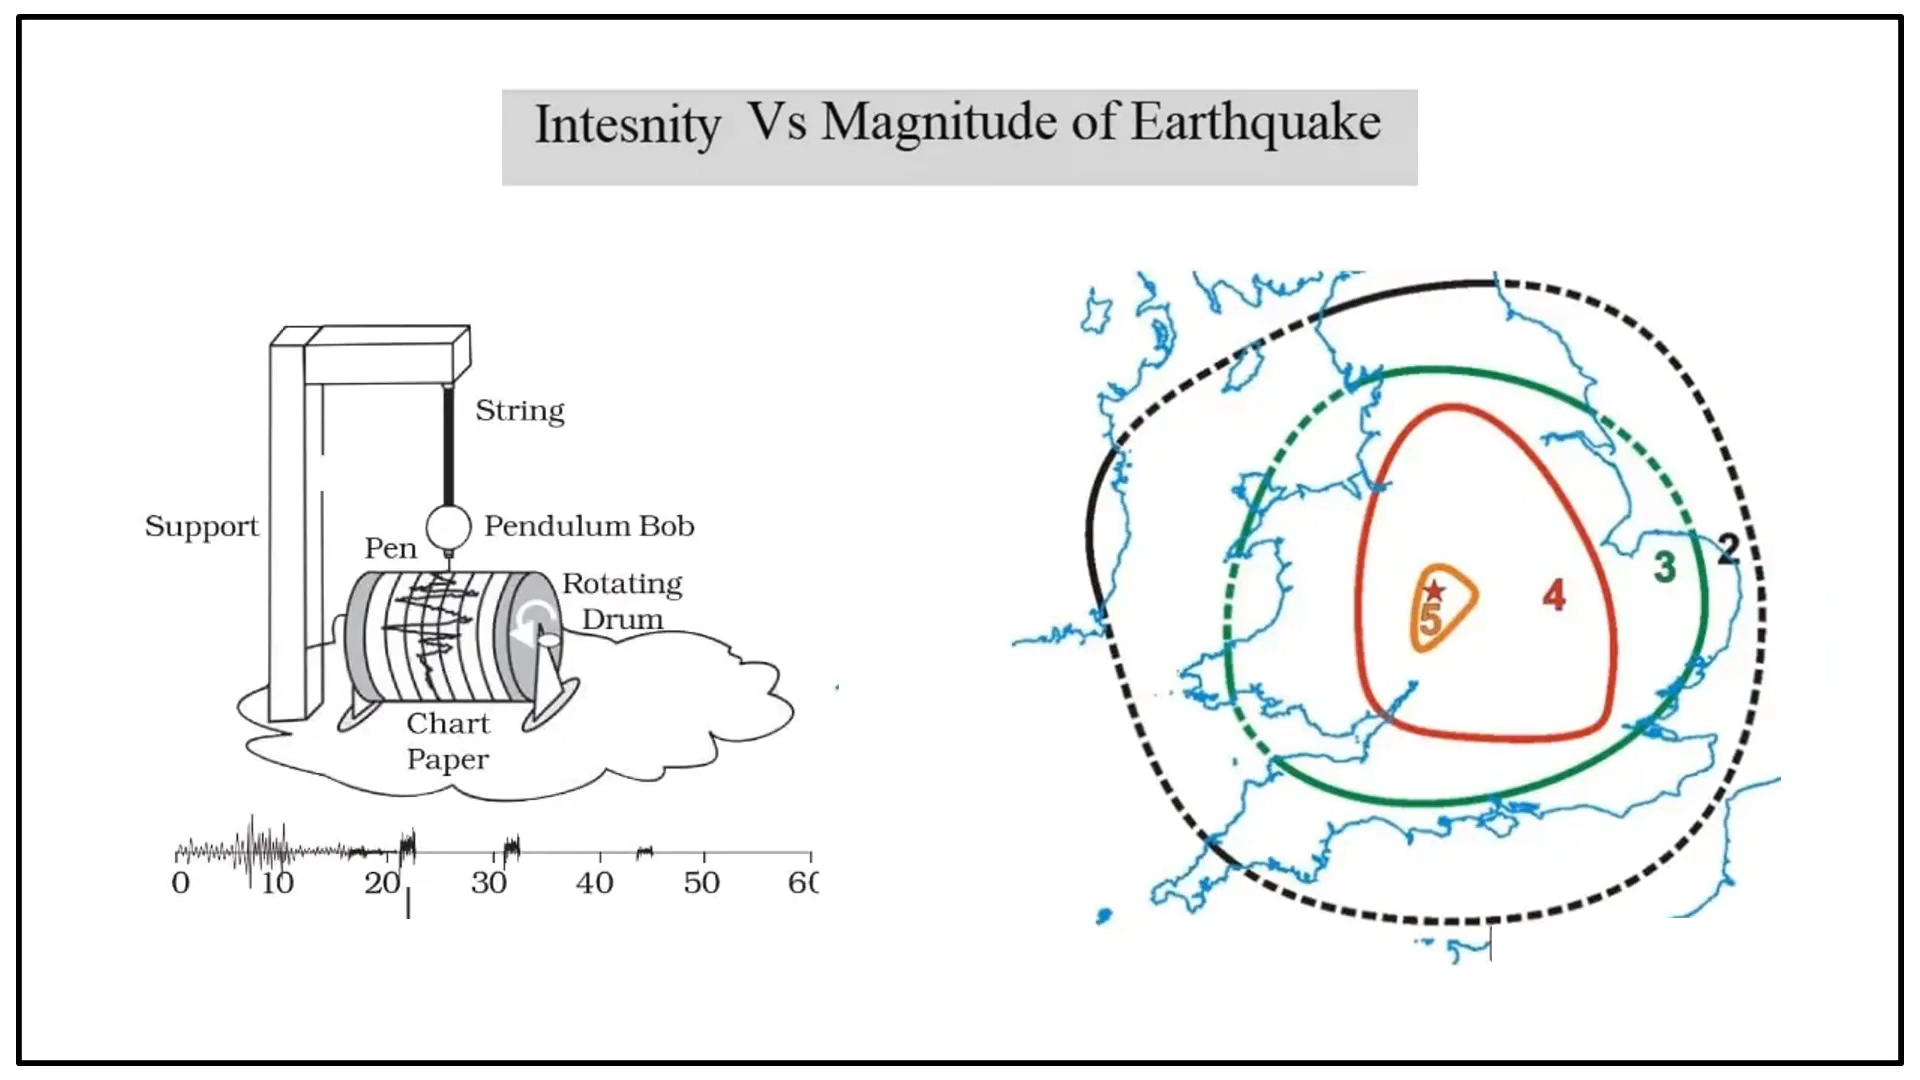 Intesnity Vs Magnitude of Earthquake
String
Support
Pendulum Bob
Pen
Rotating
Drum
Chart
Paper
0 10 20 30 40 50 60
2
3
4
5